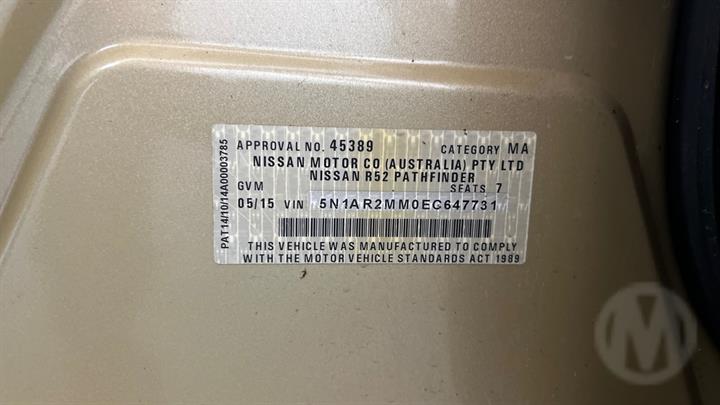 PAT14/10/14A00003785
APPROVAL NO. 45389 CATEGORY MA
NISSAN MOTOR CO (AUSTRALIA) PTY LTD
NISSAN R52 PATHFINDER
GVM SEATS 7
05/15 VIN 5N1AR2MM0EC647731
THIS VEHICLE WAS MANUFACTURED TO COMPLY
WITH THE MOTOR VEHICLE STANDARDS ACT 1989
M